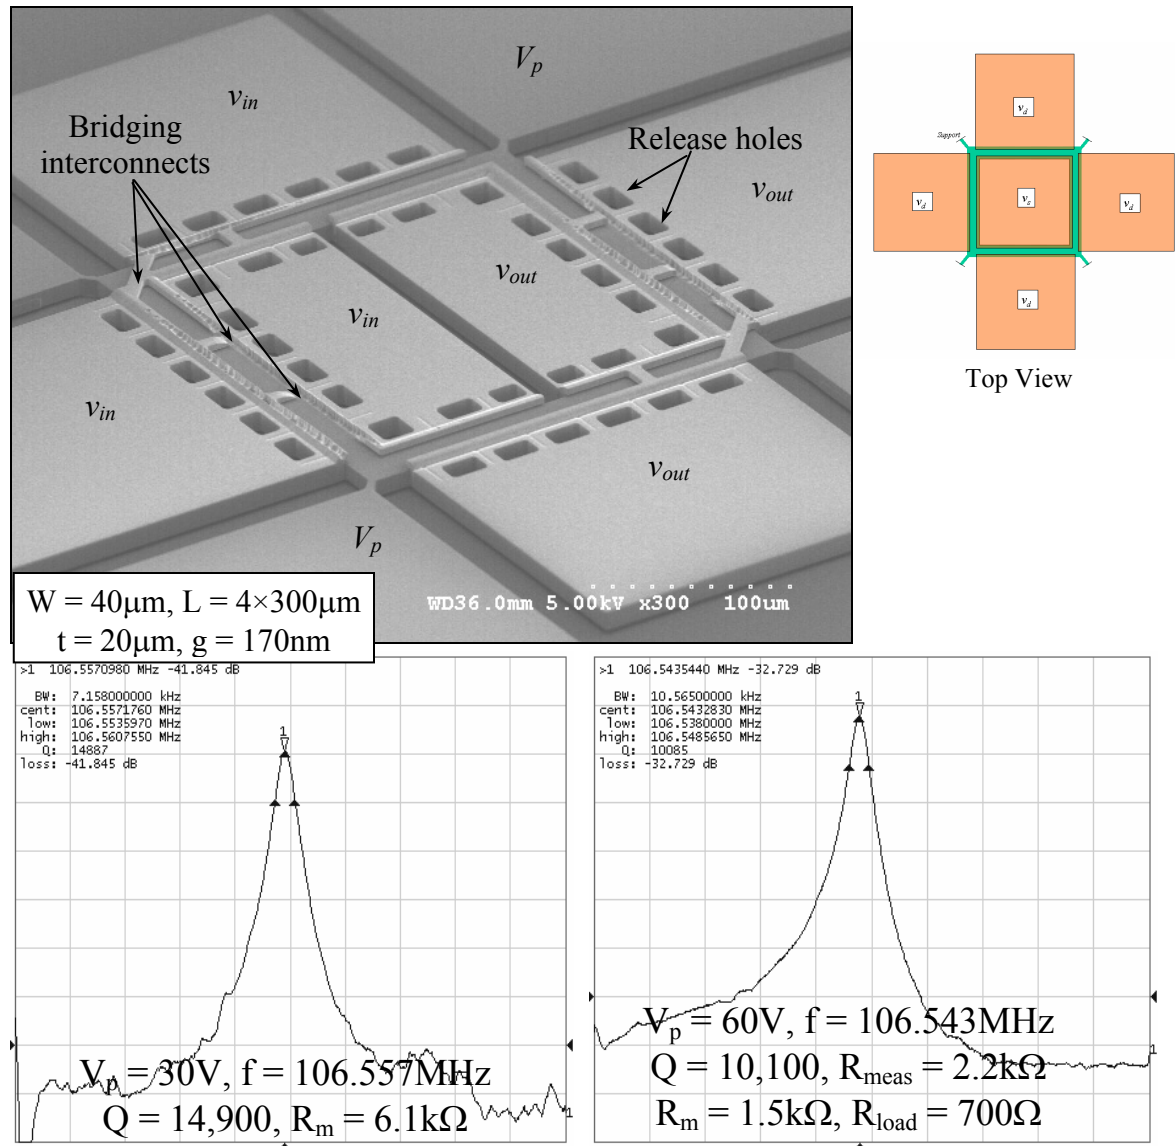 V_p
v_in
Bridging
interconnects
Release holes
v_out
v_out
v_in
v_in
v_out
V_p
WD36.0mm 5.00kV x300 100um
W = 40μm, L = 4×300μm
t = 20μm, g = 170nm
v_d
Support
v_d
v_s
v_d
v_d
Top View
>1 106.5570980 MHz -41.845 dB
BW: 7.158000000 kHz
cent: 106.5571760 MHz
low: 106.5535970 MHz
high: 106.5607550 MHz
Q: 14887
loss: -41.845 dB
1
V_p = 30V, f = 106.557MHz
Q = 14,900, R_m = 6.1kΩ
1
>1 106.5435440 MHz -32.729 dB
BW: 10.56500000 kHz
cent: 106.5432830 MHz
low: 106.5380000 MHz
high: 106.5485650 MHz
Q: 10085
loss: -32.729 dB
1
V_p = 60V, f = 106.543MHz
1
Q = 10,100, R_meas = 2.2kΩ
R_m = 1.5kΩ, R_load = 700Ω